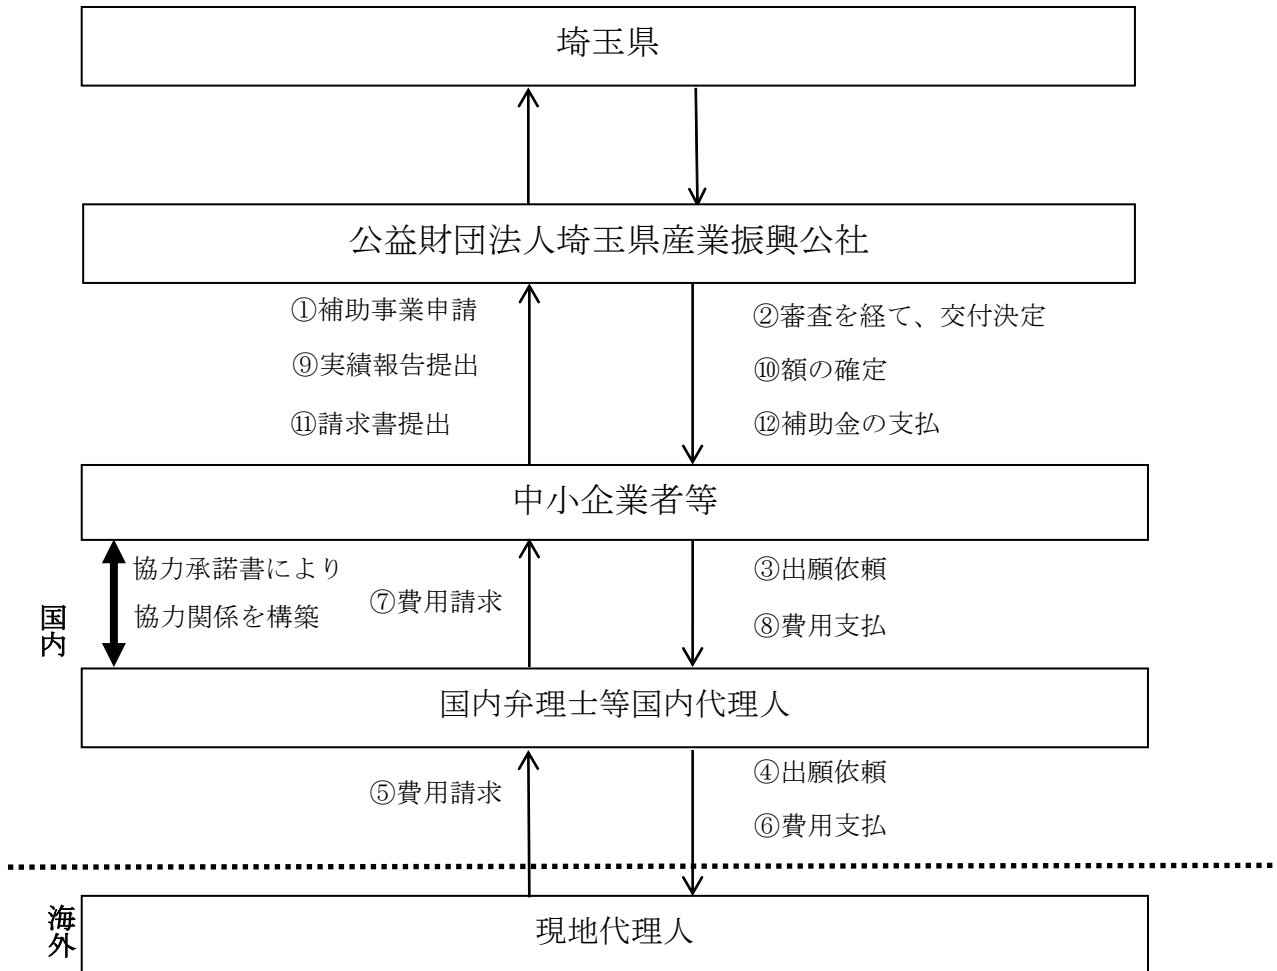 埼玉県
公益財団法人埼玉県産業振興公社
①補助事業申請
⑨実績報告提出
⑪請求書提出
②審査を経て、交付決定
⑩額の確定
⑫補助金の支払
中小企業者等
国内
協力承諾書により
協力関係を構築
⑦費用請求
③出願依頼
⑧費用支払
国内弁理士等国内代理人
⑤費用請求
④出願依頼
⑥費用支払
海外
現地代理人